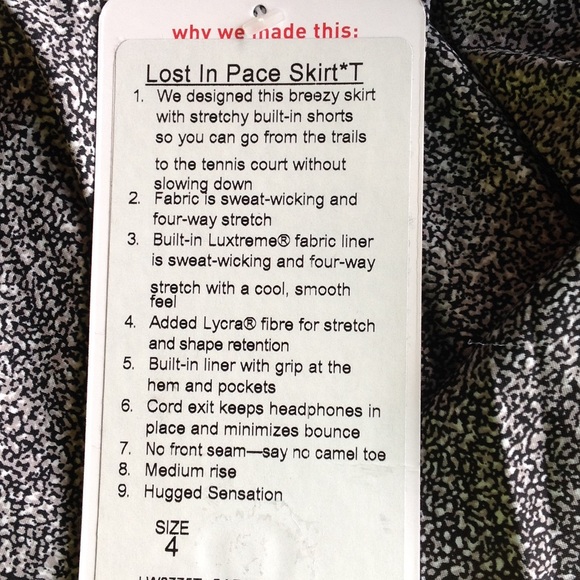 why we made this:
Lost In Pace Skirt*T
1. We designed this breezy skirt
with stretchy built-in shorts
so you can go from the trails
to the tennis court without
slowing down
2. Fabric is sweat-wicking and
four-way stretch
3. Built-in Luxtreme® fabric liner
is sweat-wicking and four-way
stretch with a cool, smooth
feel
4. Added Lycra® fibre for stretch
and shape retention
5. Built-in liner with grip at the
hem and pockets
6. Cord exit keeps headphones in
place and minimizes bounce
7. No front seam—say no camel toe
8. Medium rise
9. Hugged Sensation
SIZE
4